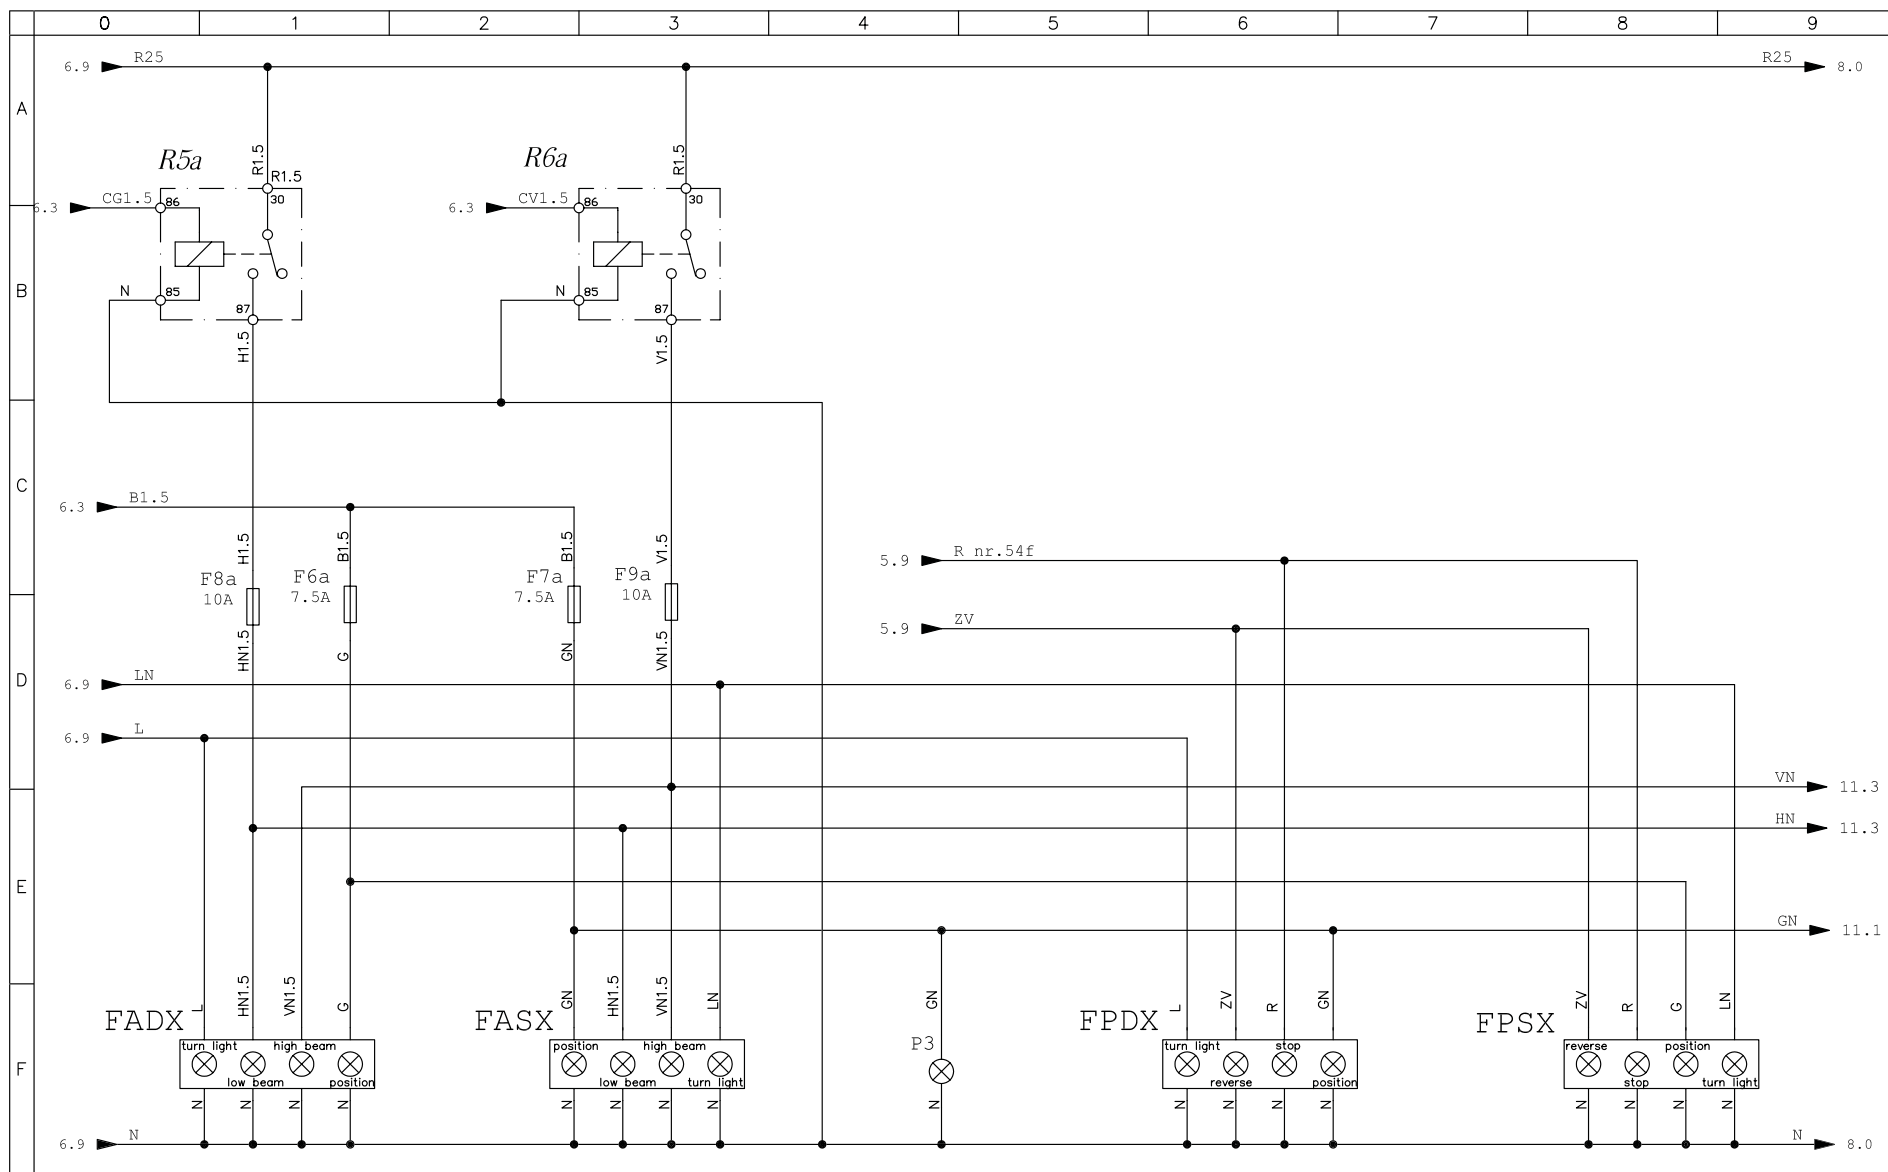 0 1 2 3 4 5 6 7 8 9
6.9 R25 R25 8.0
A
R1.5 R1.5
R5a R6a
R1.5
30 30
6.3 CG1.5 86 6.3 CV1.5 86
B
N 85 N 85
87 87
H1.5 V1.5
C
6.3 B1.5
H1.5 B1.5 B1.5 V1.5
5.9 R nr.54f
F8a F6a F7a F9a
10A 7.5A 7.5A 10A
5.9 ZV
HN1.5 G GN VN1.5
D
6.9 LN
6.9 L
VN 11.3
HN 11.3
E
GN 11.1
L HN1.5 VN1.5 G GN HN1.5 VN1.5 LN GN L ZV R GN ZV R G LN
FADX FASX FPDX FPSX
P3
turn light high beam position high beam turn light stop reverse position
F
low beam position low beam turn light reverse position stop turn light
N N N N N N N N N N N N N N N N N
6.9 N N 8.0